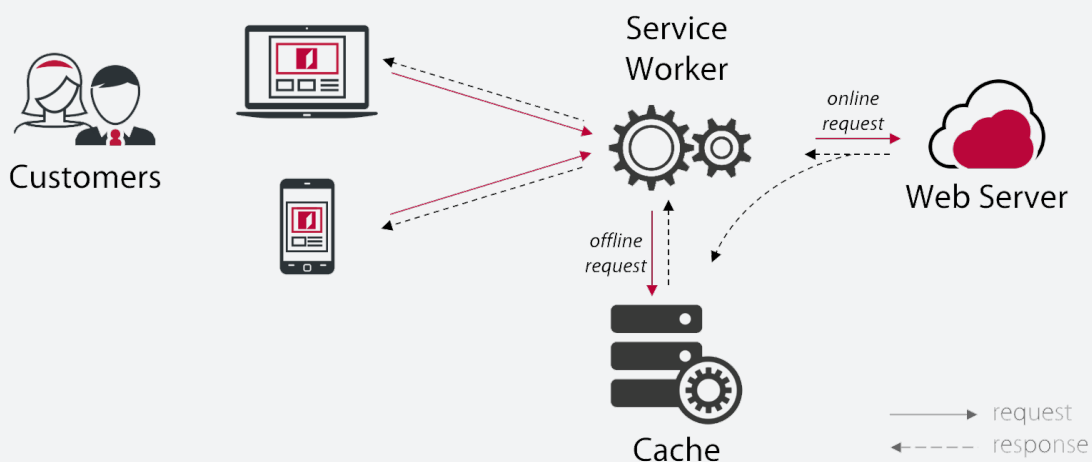 Service
Worker
online
request
Customers
Web Server
offline
request
Cache
request
response